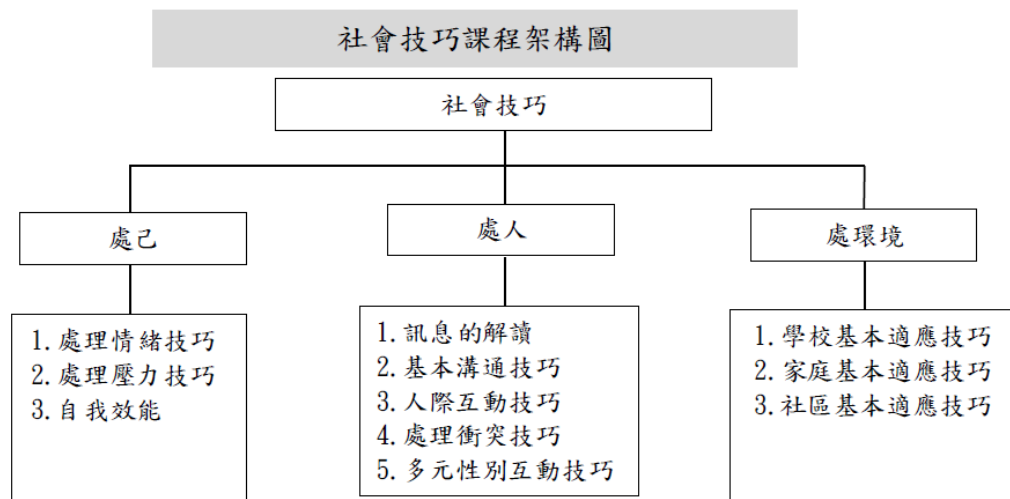 社會技巧課程架構圖
社會技巧
處己
處人
處環境
1.處理情緒技巧
2.處理壓力技巧
3.自我效能
1.訊息的解讀
2.基本溝通技巧
3.人際互動技巧
4.處理衝突技巧
5.多元性別互動技巧
1.學校基本適應技巧
2.家庭基本適應技巧
3.社區基本適應技巧